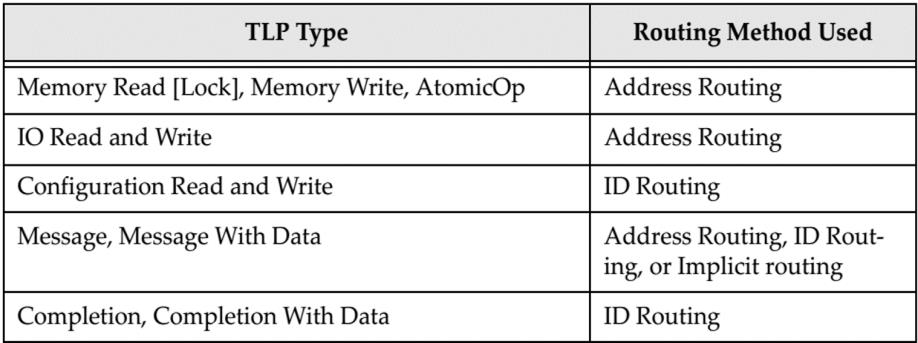 TLP Type
Routing Method Used
Memory Read [Lock], Memory Write, AtomicOp
Address Routing
IO Read and Write
Address Routing
Configuration Read and Write
ID Routing
Message, Message With Data
Address Routing, ID Rout-
ing, or Implicit routing
Completion, Completion With Data
ID Routing